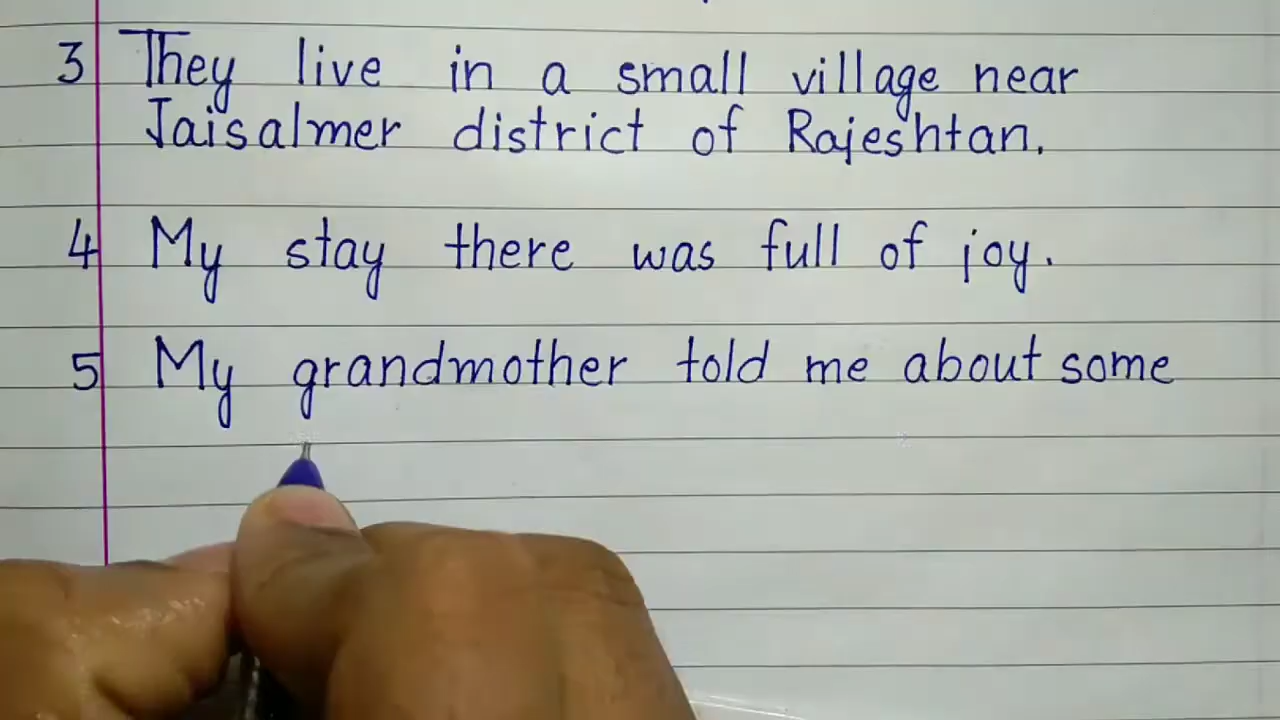 3 They live in a small village near
Jaisalmer district of Rajeshtan.
4 My stay there was full of joy.
5 My grandmother told me about some